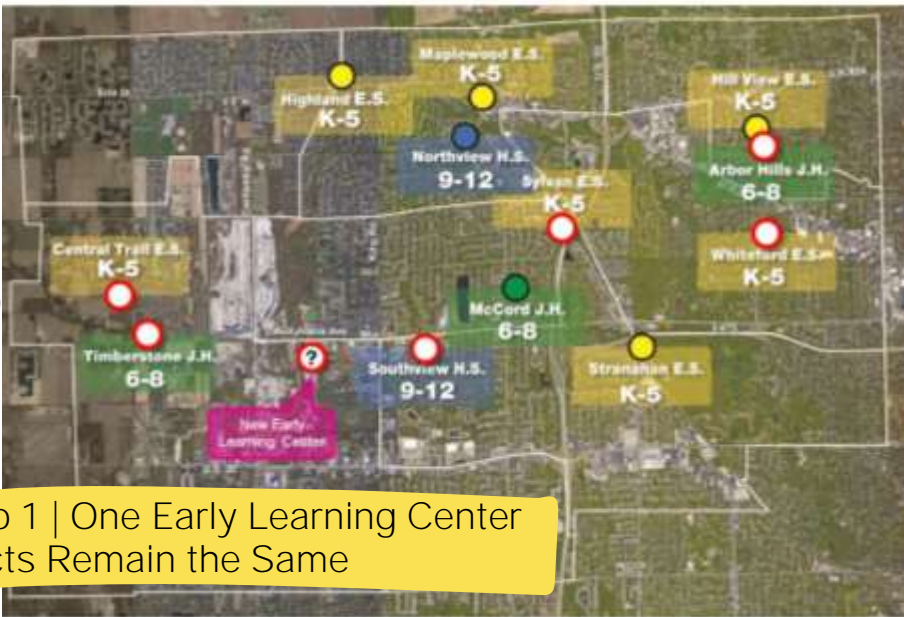 Maplewood E.S.
K-5
Highland E.S.
K-5
Hill View E.S.
K-5
Northview H.S.
9-12
Arbor Hills J.H.
6-8
Sylvan E.S.
K-5
Central Trail E.S.
K-5
Whiteford E.S.
K-5
McCord J.H.
6-8
Timberstone J.H.
6-8
?
Southview H.S.
9-12
Stranahan E.S.
K-5
New Early
Learning Center
1 | One Early Learning Center
Remain the Same